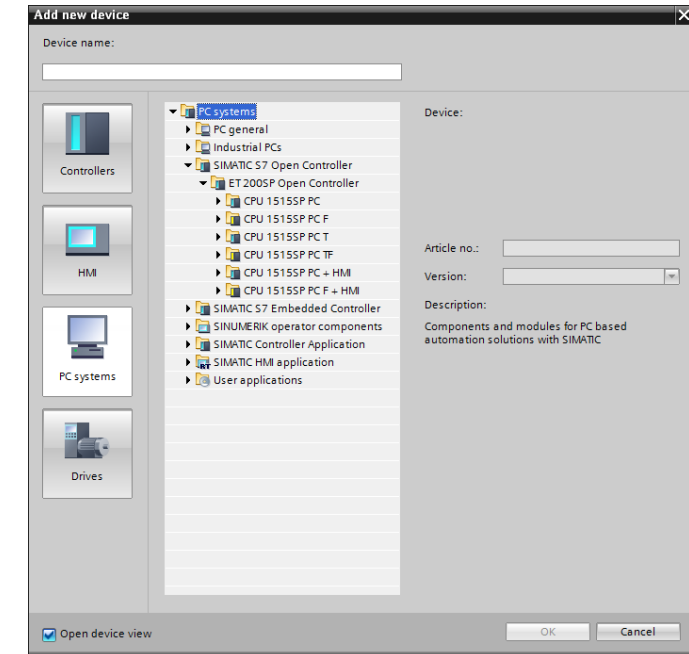 Add new device
Device name:
Controllers
HMI
PC systems
Drives
PC systems
PC general
Industrial PCs
SIMATIC S7 Open Controller
ET 200SP Open Controller
CPU 1515SP PC
CPU 1515SP PC F
CPU 1515SP PC T
CPU 1515SP PC TF
CPU 1515SP PC + HMI
CPU 1515SP PC F + HMI
SIMATIC S7 Embedded Controller
SINUMERIK operator components
SIMATIC Controller Application
RT SIMATIC HMI application
User applications
Device:
Article no.:
Version:
Description:
Components and modules for PC based
automation solutions with SIMATIC
Open device view
OK
Cancel